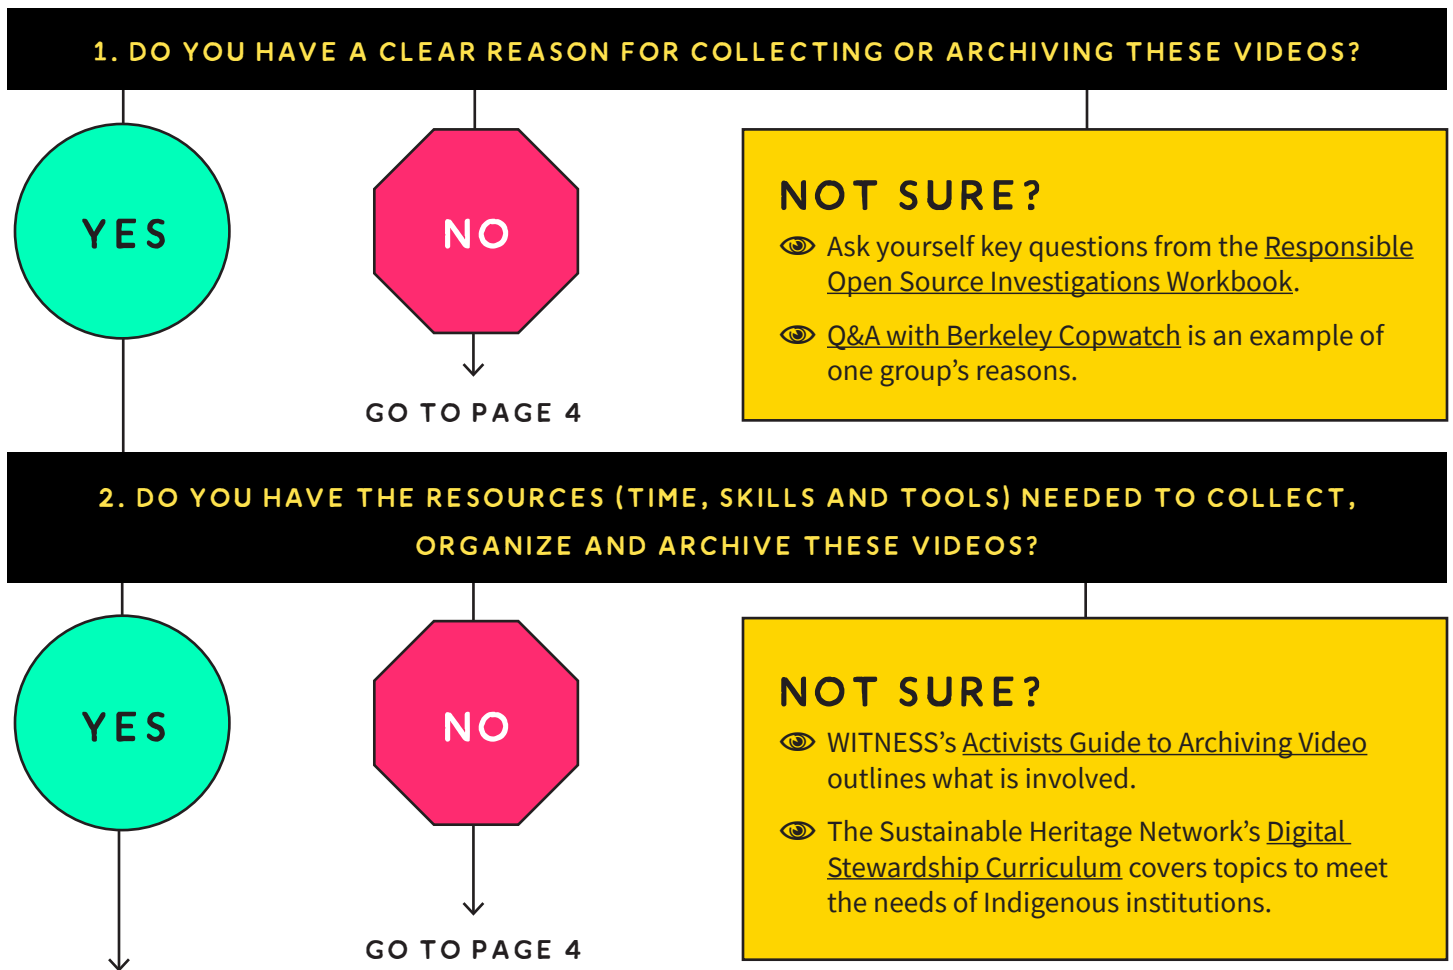 1. DO YOU HAVE A CLEAR REASON FOR COLLECTING OR ARCHIVING THESE VIDEOS?
YES
NO
GO TO PAGE 4
NOT SURE?
Ask yourself key questions from the Responsible
Open Source Investigations Workbook.
Q&A with Berkeley Copwatch is an example of
one group’s reasons.
2. DO YOU HAVE THE RESOURCES (TIME, SKILLS AND TOOLS) NEEDED TO COLLECT,
ORGANIZE AND ARCHIVE THESE VIDEOS?
YES
NO
GO TO PAGE 4
NOT SURE?
WITNESS’s Activists Guide to Archiving Video
outlines what is involved.
The Sustainable Heritage Network’s Digital
Stewardship Curriculum covers topics to meet
the needs of Indigenous institutions.